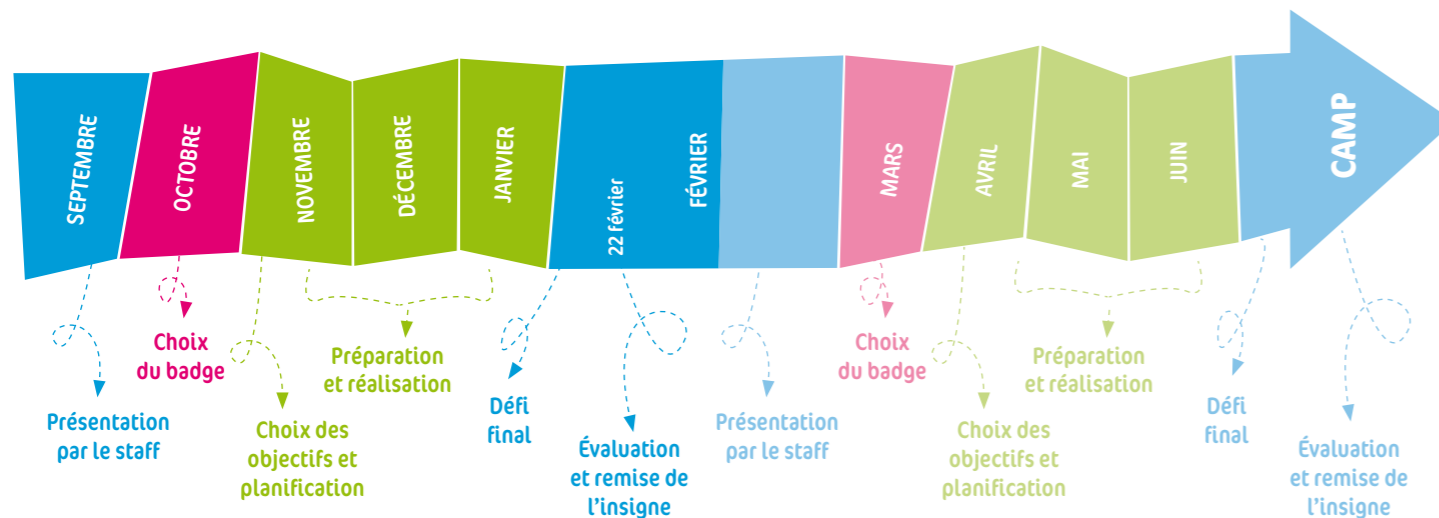 SEPTEMBRE
OCTOBRE
NOVEMBRE
DÉCEMBRE
JANVIER
22 février
FÉVRIER
MARS
AVRIL
MAI
JUIN
CAMP
Présentation
par le staff
Choix
du badge
Choix des
objectifs et
planification
Préparation
et réalisation
Défi
final
Évaluation
et remise de
l’insigne
Présentation
par le staff
Choix
du badge
Choix des
objectifs et
planification
Préparation
et réalisation
Défi
final
Évaluation
et remise de
l’insigne